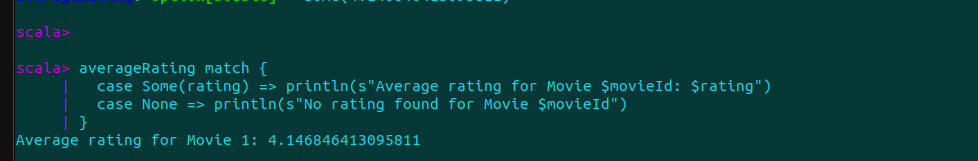 scala>
scala> averageRating match {
| case Some(rating) => println(s"Average rating for Movie $movieId: $rating")
| case None => println(s"No rating found for Movie $movieId")
| }
Average rating for Movie 1: 4.146846413095811